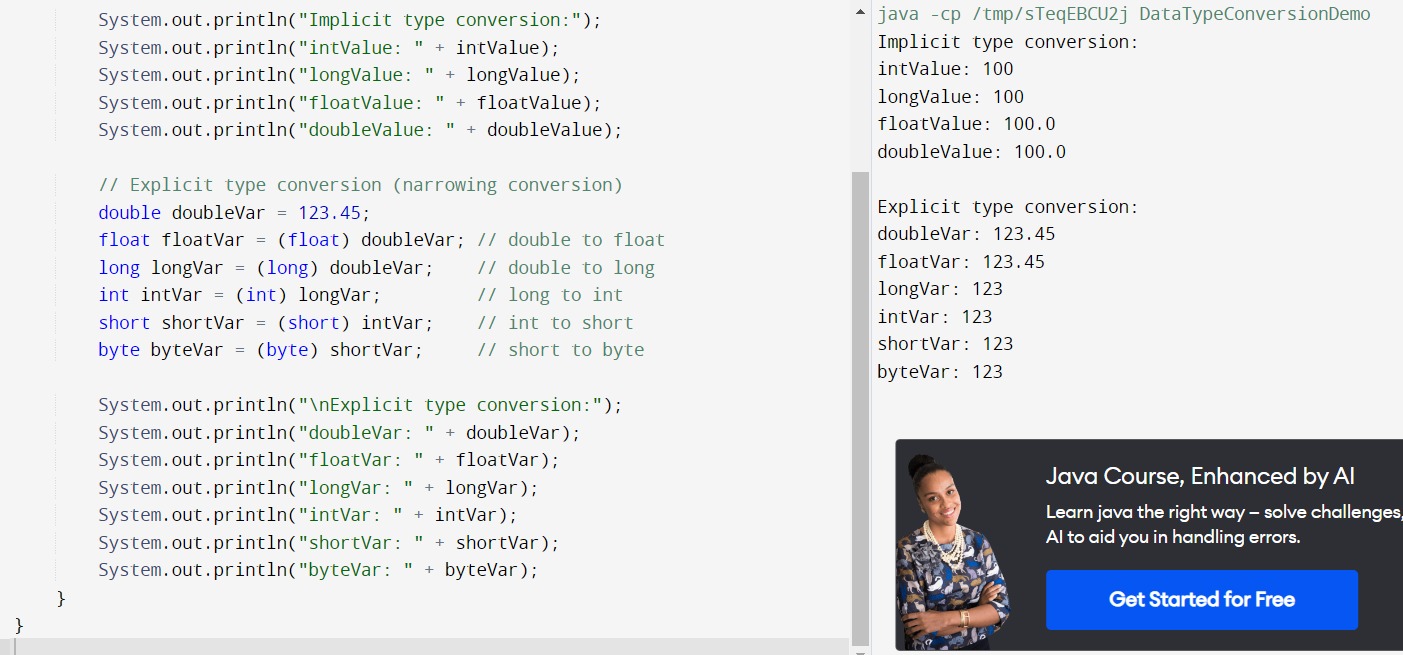 System.out.println("Implicit type conversion:");
System.out.println("intValue: " + intValue);
System.out.println("longValue: " + longValue);
System.out.println("floatValue: " + floatValue);
System.out.println("doubleValue: " + doubleValue);
// Explicit type conversion (narrowing conversion)
double doubleVar = 123.45;
float floatVar = (float) doubleVar; // double to float
long longVar = (long) doubleVar; // double to long
int intVar = (int) longVar; // long to int
short shortVar = (short) intVar; // int to short
byte byteVar = (byte) shortVar; // short to byte
System.out.println("\nExplicit type conversion:");
System.out.println("doubleVar: " + doubleVar);
System.out.println("floatVar: " + floatVar);
System.out.println("longVar: " + longVar);
System.out.println("intVar: " + intVar);
System.out.println("shortVar: " + shortVar);
System.out.println("byteVar: " + byteVar);
}
}
java -cp /tmp/sTeqEBCU2j DataTypeConversionDemo
Implicit type conversion:
intValue: 100
longValue: 100
floatValue: 100.0
doubleValue: 100.0
Explicit type conversion:
doubleVar: 123.45
floatVar: 123.45
longVar: 123
intVar: 123
shortVar: 123
byteVar: 123
Java Course, Enhanced by AI
Learn java the right way – solve challenges,
AI to aid you in handling errors.
Get Started for Free